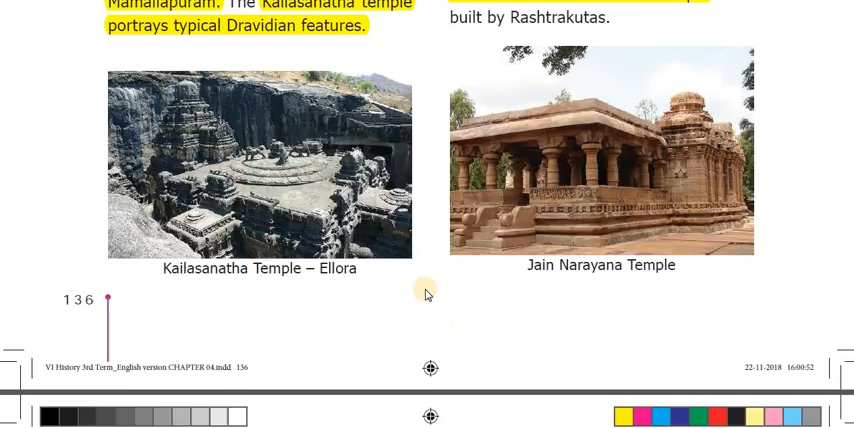 Mamallapuram. The Kailasanatha temple
portrays typical Dravidian features.
built by Rashtrakutas.
Kailasanatha Temple – Ellora
Jain Narayana Temple
136
VI History 3rd Term_English version CHAPTER 04.indd 136
22-11-2018 16:00:52